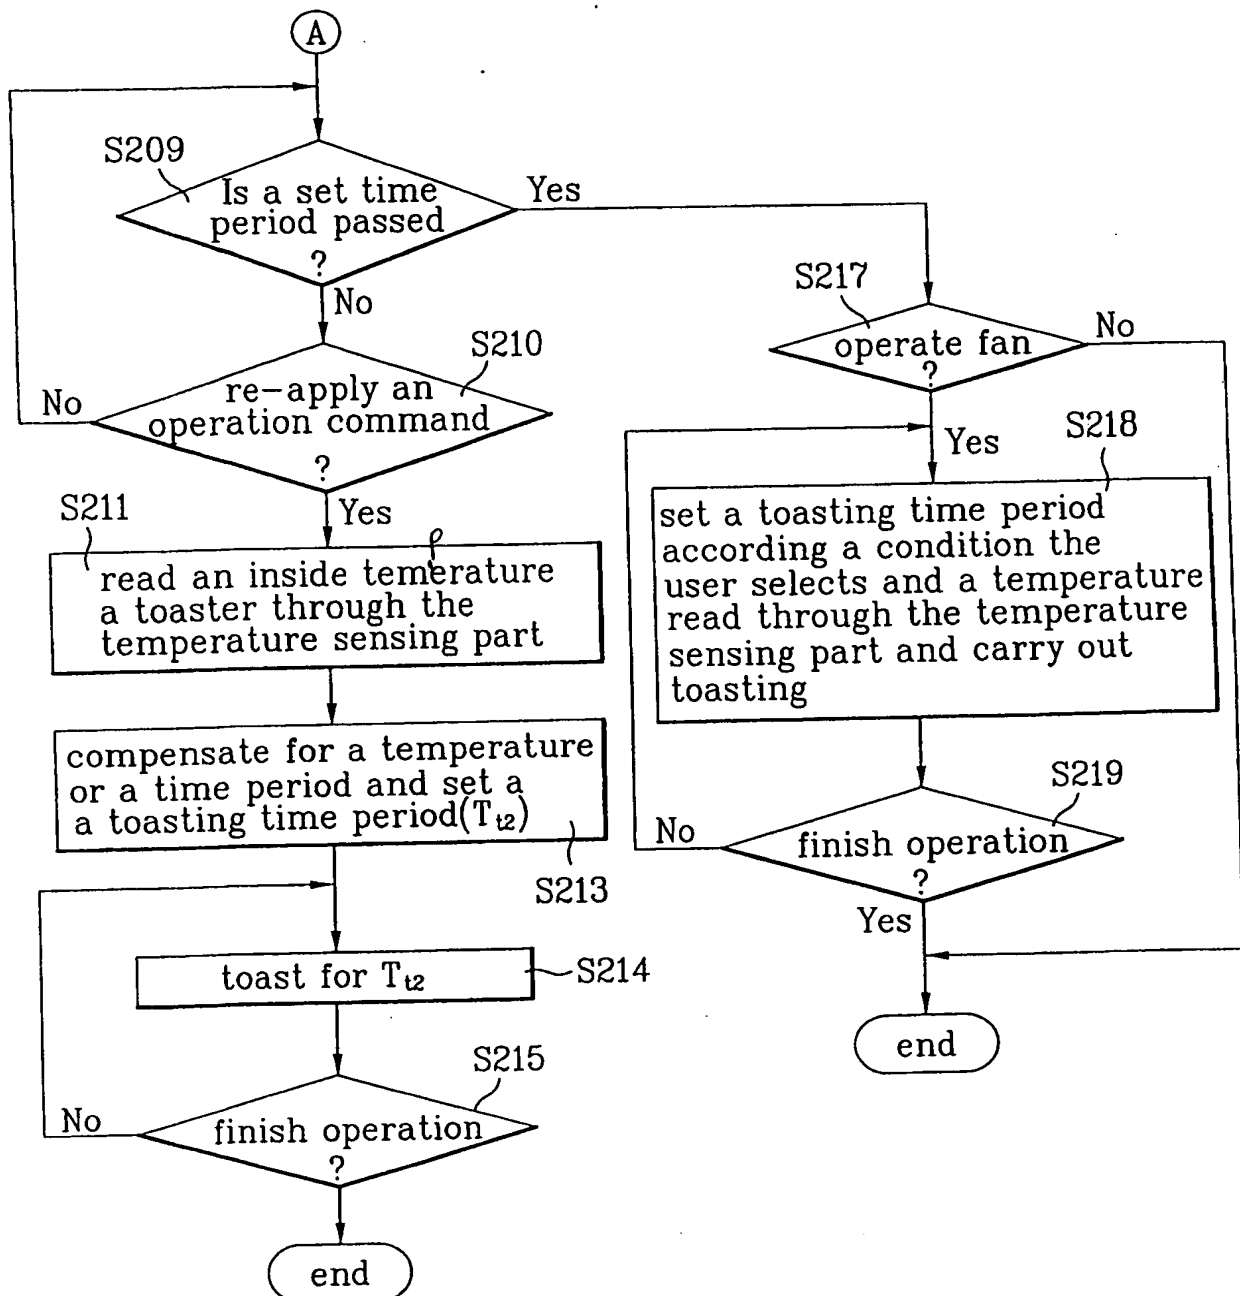 A
S209
Is a set time
period passed
?
Yes
No
S217
operate fan
?
No
Yes
S210
re-apply an
operation command
?
No
Yes
S218
set a toasting time period
according a condition the
user selects and a temperature
read through the temperature
sensing part and carry out
toasting
S211
read an inside temerature
p
a toaster through the
temperature sensing part
compensate for a temperature
or a time period and set a
a toasting time period(Tt2)
S213
S219
finish operation
?
No
Yes
toast for Tt2
S214
end
S215
finish operation
?
No
end